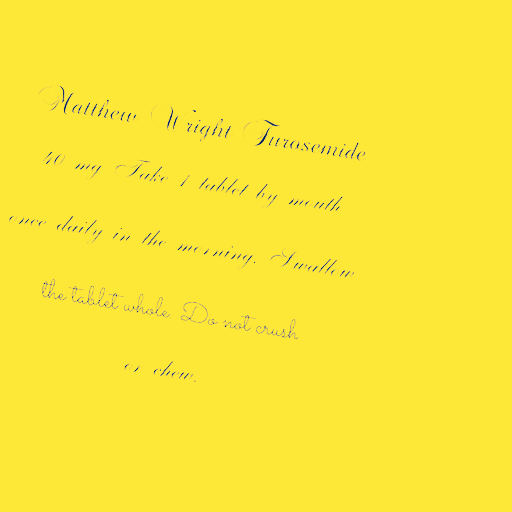 Matthew Wright Furosemide
40 mg Take 1 tablet by mouth
once daily in the morning. Swallow
the tablet whole. Do not crush
or chew.